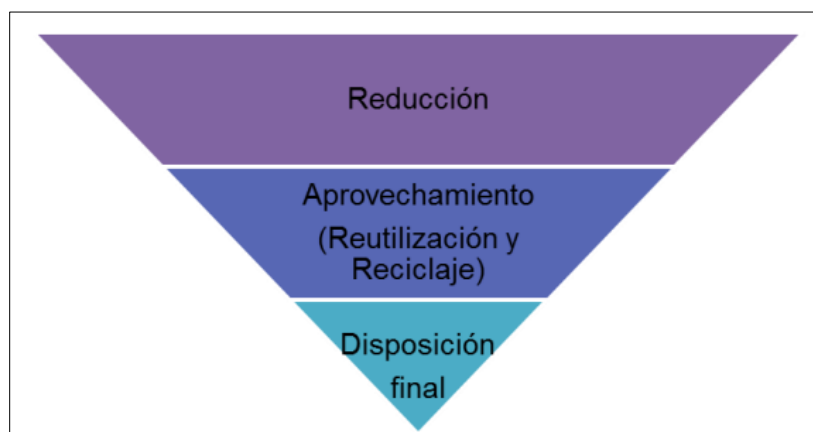 Reducción
Aprovechamiento
(Reutilización y
Reciclaje)
Disposición
final